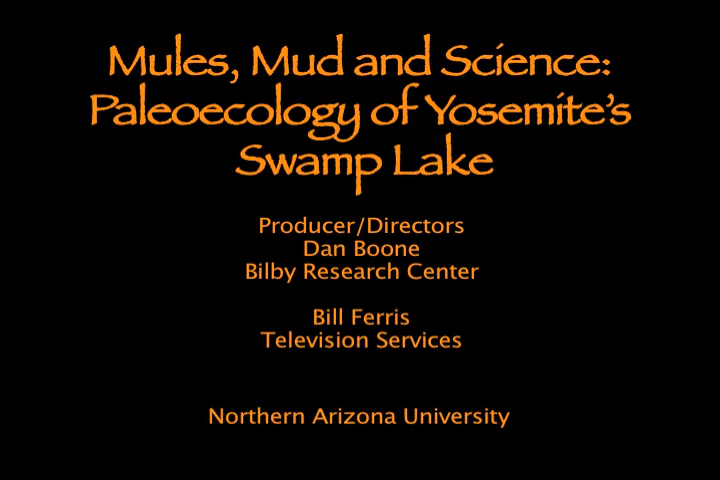 Mules, Mud and Science:
Paleoecology of Yosemite's
Swamp Lake
Producer/Directors
Dan Boone
Bilby Research Center
Bill Ferris
Television Services
Northern Arizona University